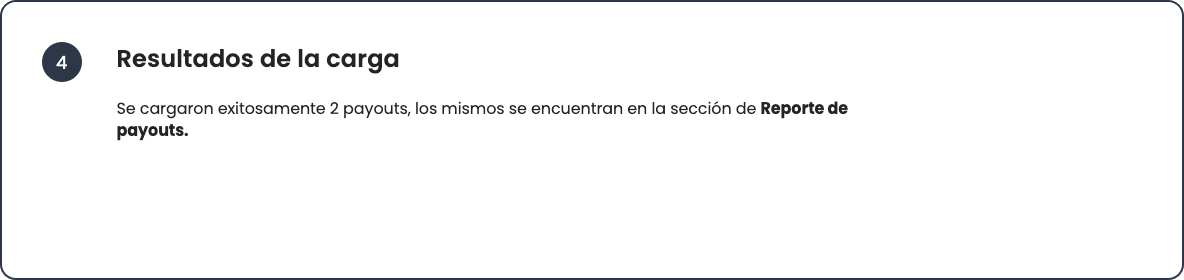 4
Resultados de la carga
Se cargaron exitosamente 2 payouts, los mismos se encuentran en la sección de Reporte de
payouts.